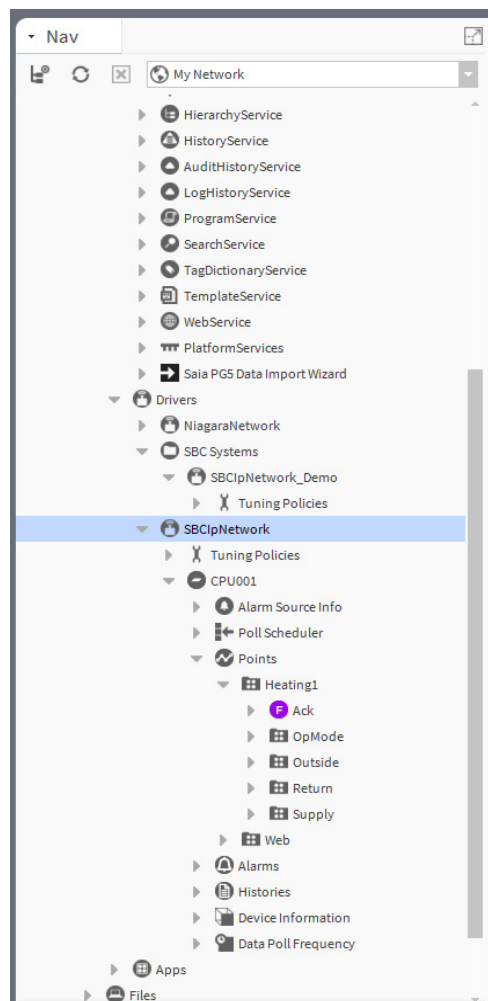 Nav
My Network
HierarchyService
HistoryService
AuditHistoryService
LogHistoryService
ProgramService
SearchService
TagDictionaryService
TemplateService
WebService
PlatformServices
Saia PG5 Data Import Wizard
Drivers
NiagaraNetwork
SBC Systems
SBCIpNetwork_Demo
Tuning Policies
SBCIpNetwork
Tuning Policies
CPU001
Alarm Source Info
Poll Scheduler
Points
Heating1
F Ack
OpMode
Outside
Return
Supply
Web
Alarms
Histories
Device Information
Data Poll Frequency
Apps
Files